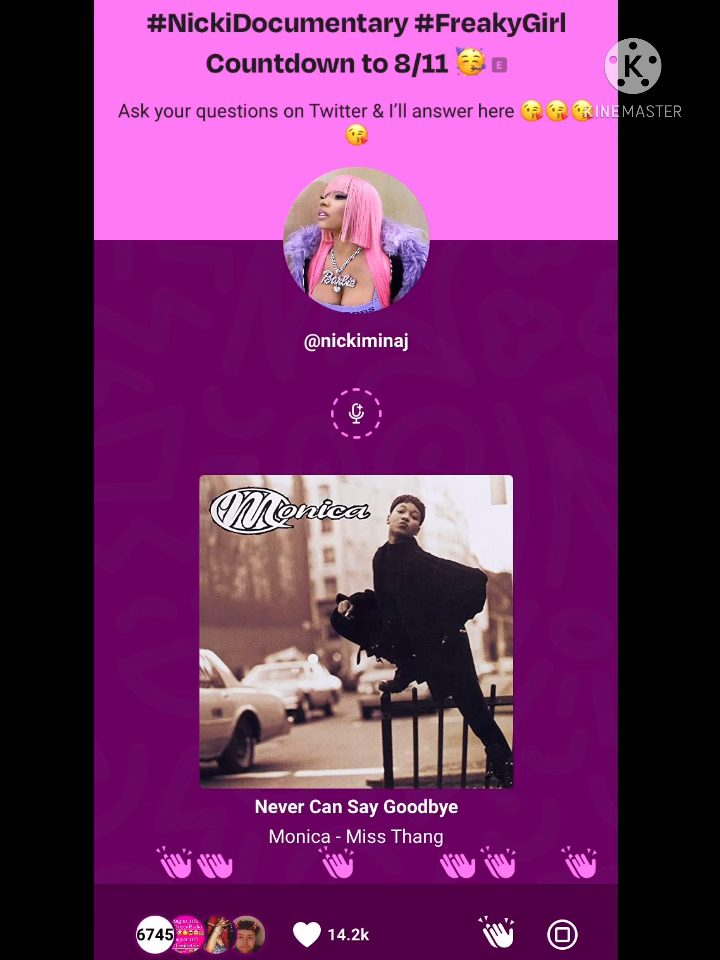 #NickiDocumentary #FreakyGirl
Countdown to 8/11 🥳 E
Ask your questions on Twitter & I'll answer here 😘😘😘
😘
K
KINEMASTER
Barbie
@nickiminaj
Monica
Never Can Say Goodbye
Monica - Miss Thang
6745
14.2k